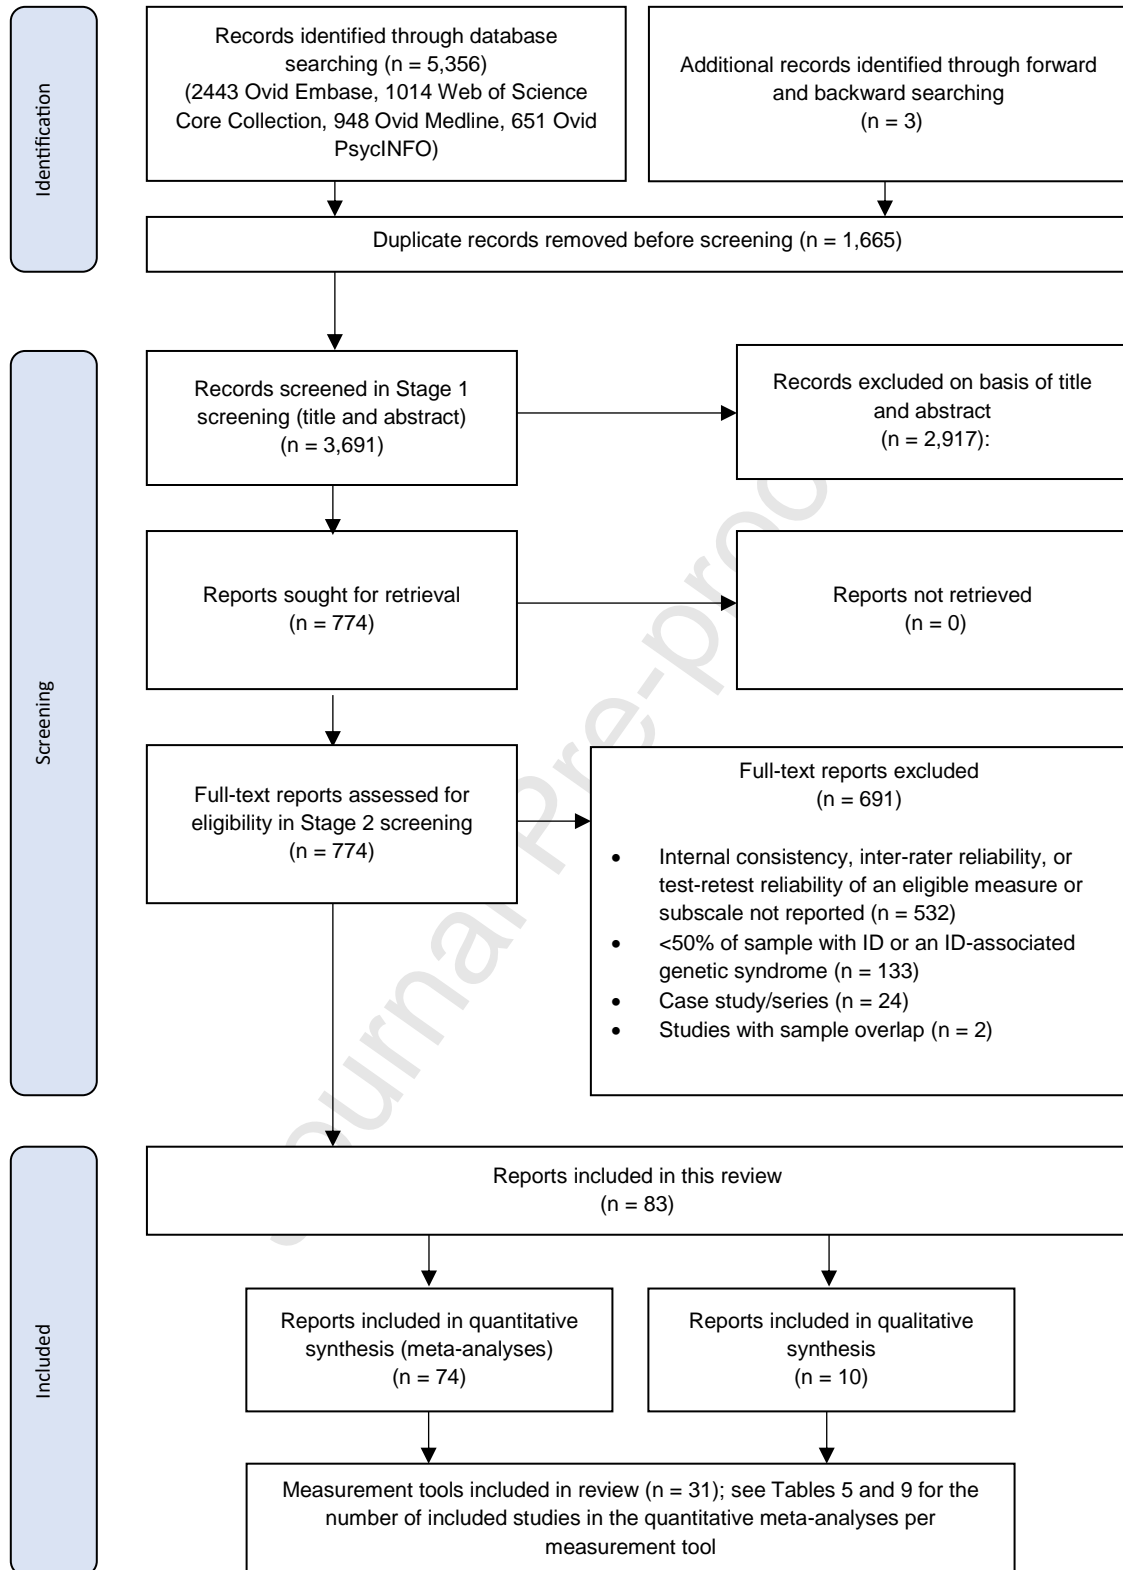 Identification
Records identified through database
searching (n = 5,356)
(2443 Ovid Embase, 1014 Web of Science
Core Collection, 948 Ovid Medline, 651 Ovid
PsycINFO)
Additional records identified through forward
and backward searching
(n = 3)
Duplicate records removed before screening (n = 1,665)
Screening
Records screened in Stage 1
screening (title and abstract)
(n = 3,691)
Records excluded on basis of title
and abstract
(n = 2,917):
Reports sought for retrieval
(n = 774)
Reports not retrieved
(n = 0)
Full-text reports assessed for
eligibility in Stage 2 screening
(n = 774)
Full-text reports excluded
(n = 691)
• Internal consistency, inter-rater reliability, or
test-retest reliability of an eligible measure or
subscale not reported (n = 532)
• <50% of sample with ID or an ID-associated
genetic syndrome (n = 133)
• Case study/series (n = 24)
• Studies with sample overlap (n = 2)
Included
Reports included in this review
(n = 83)
Reports included in quantitative
synthesis (meta-analyses)
(n = 74)
Reports included in qualitative
synthesis
(n = 10)
Measurement tools included in review (n = 31); see Tables 5 and 9 for the
number of included studies in the quantitative meta-analyses per
measurement tool
Journal Pre-proo